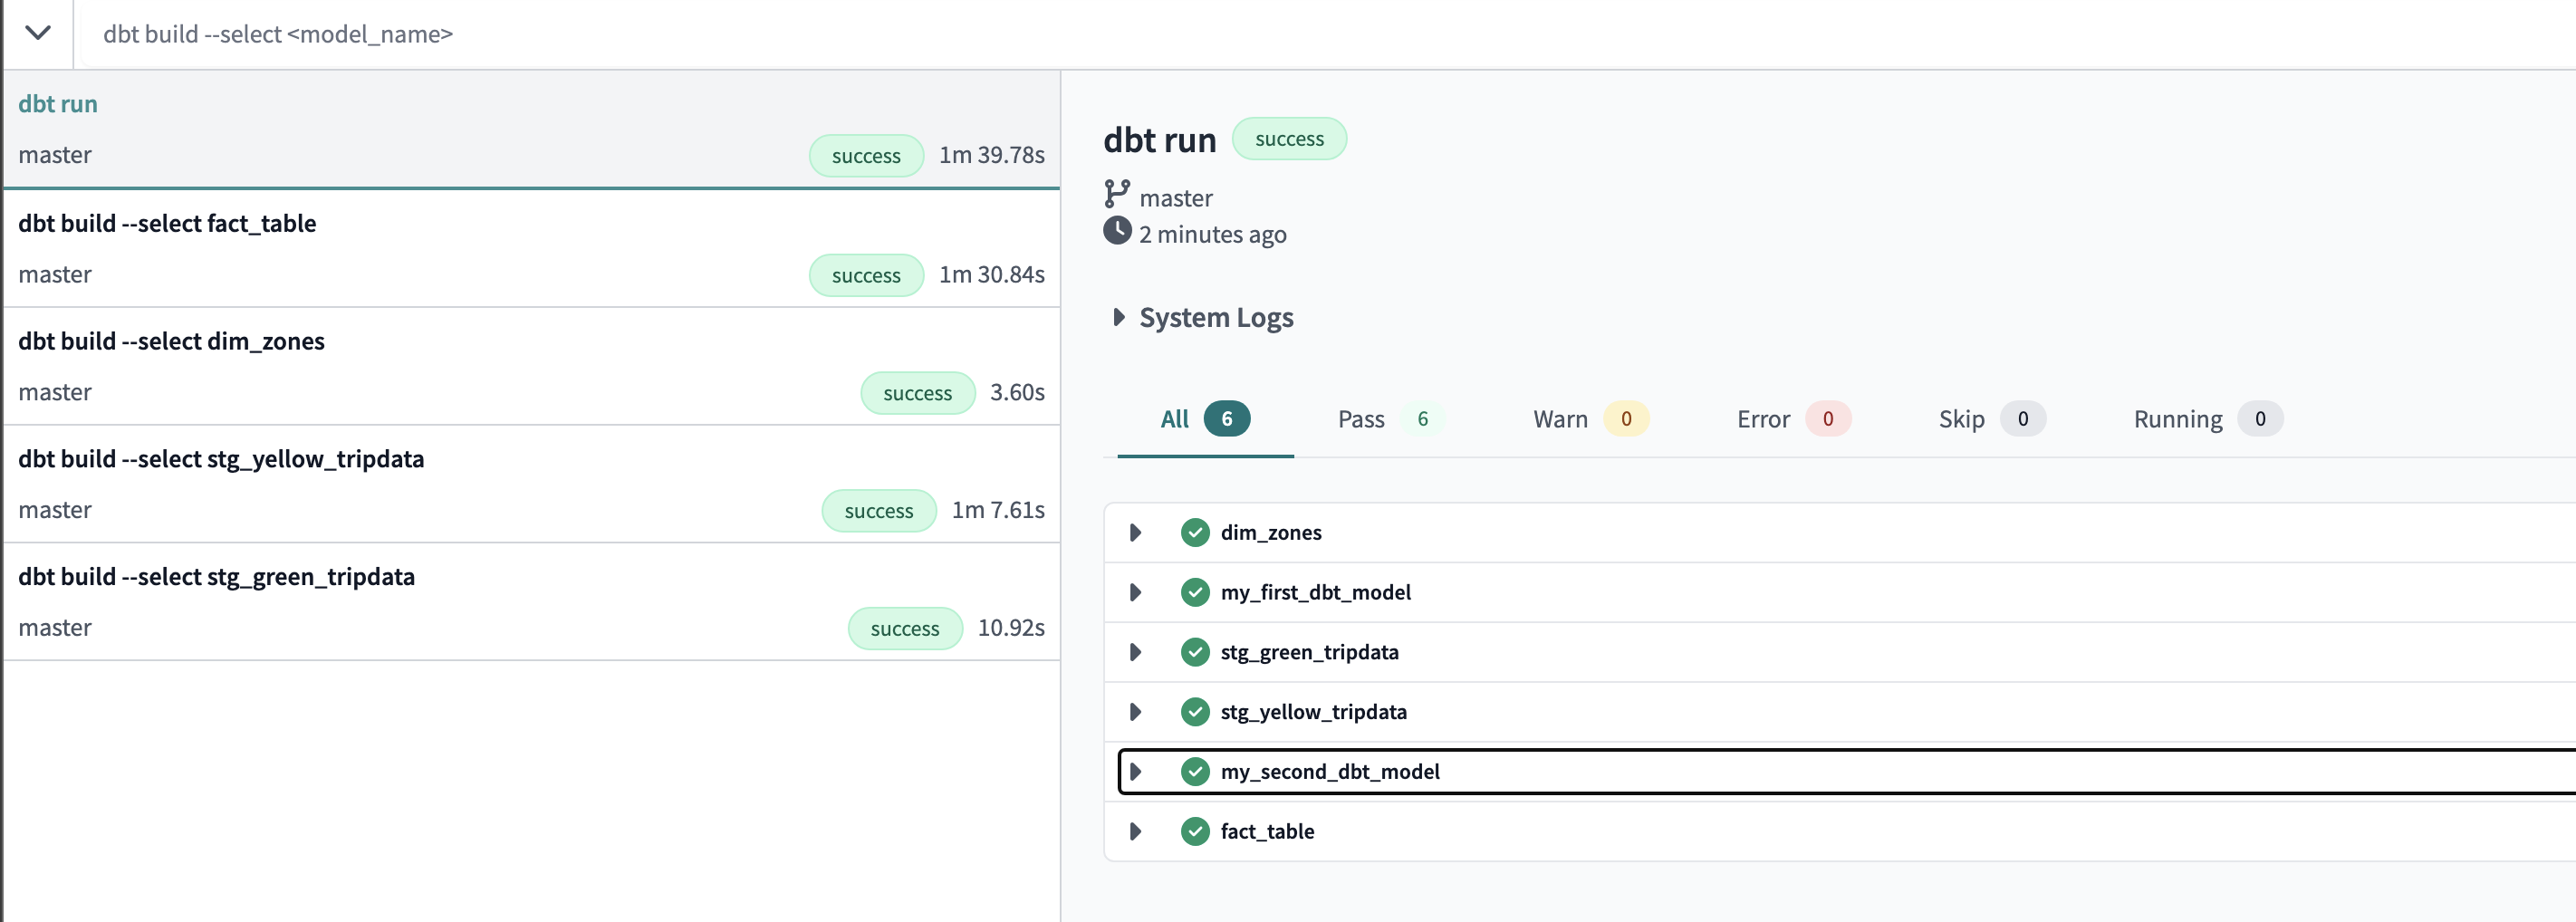 dbt build --select <model_name>
dbt run
master success 1m 39.78s
dbt build --select fact_table
master success 1m 30.84s
dbt build --select dim_zones
master success 3.60s
dbt build --select stg_yellow_tripdata
master success 1m 7.61s
dbt build --select stg_green_tripdata
master success 10.92s
dbt run success
master
2 minutes ago
System Logs
All 6 Pass 6 Warn 0 Error 0 Skip 0 Running 0
dim_zones
my_first_dbt_model
stg_green_tripdata
stg_yellow_tripdata
my_second_dbt_model
fact_table